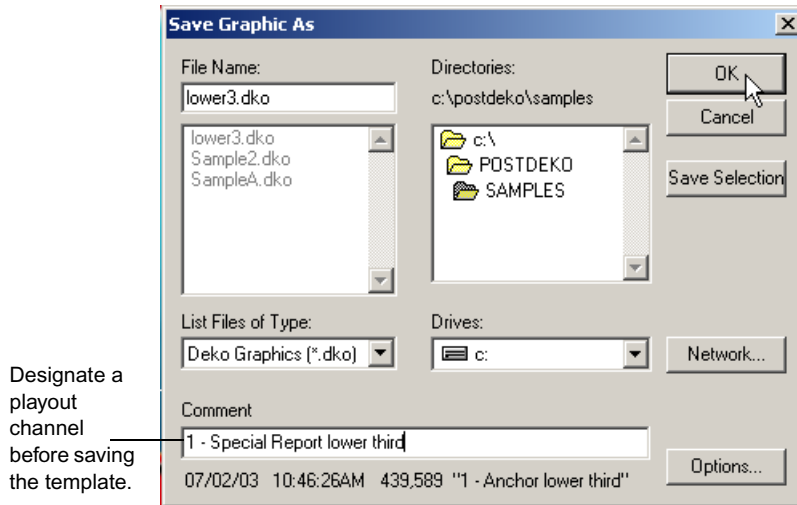 Save Graphic As
File Name:
lower3.dko
lower3.dko
Sample2.dko
SampleA.dko
Directories:
c:\postdeko\samples
c:\
POSTDEKO
SAMPLES
OK
Cancel
Save Selection
List Files of Type:
Deko Graphics (*.dko)
Drives:
c:
Network...
Designate a
playout
channel
before saving
the template.
Comment
1 - Special Report lower third
07/02/03 10:46:26AM 439,589 "1 - Anchor lower third"
Options...